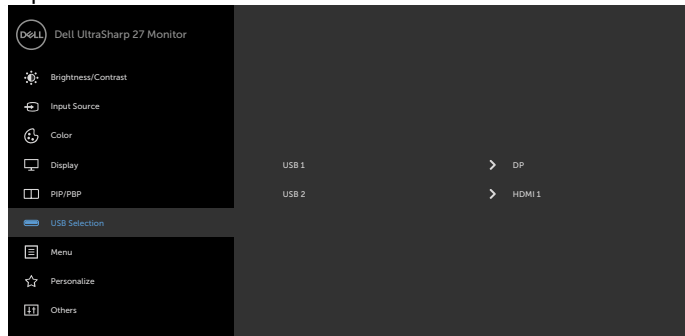 DELL Dell UltraSharp 27 Monitor
Brightness/Contrast
Input Source
Color
Display
USB 1 DP
PIP/PBP
USB 2 HDMI 1
USB Selection
Menu
Personalize
Others